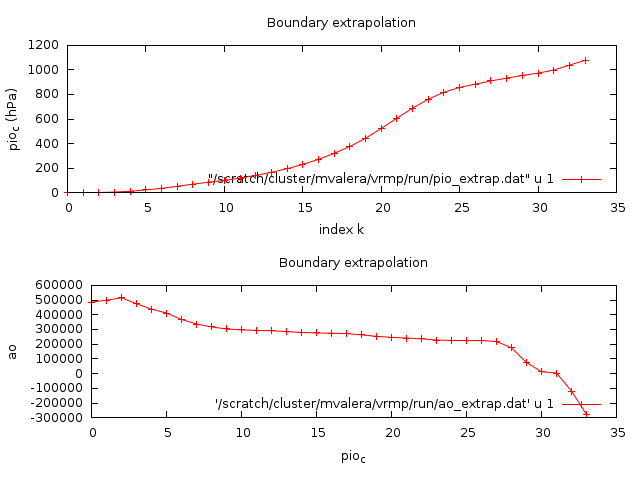 Boundary extrapolation
1200
1000
800
600
400
200
0
pio_c (hPa)
"/scratch/cluster/mvalera/vrmp/run/pio_extrap.dat" u 1
0 5 10 15 20 25 30 35
index k
Boundary extrapolation
600000
500000
400000
300000
200000
100000
0
-100000
-200000
-300000
ao
'/scratch/cluster/mvalera/vrmp/run/ao_extrap.dat' u 1
0 5 10 15 20 25 30 35
pio_c